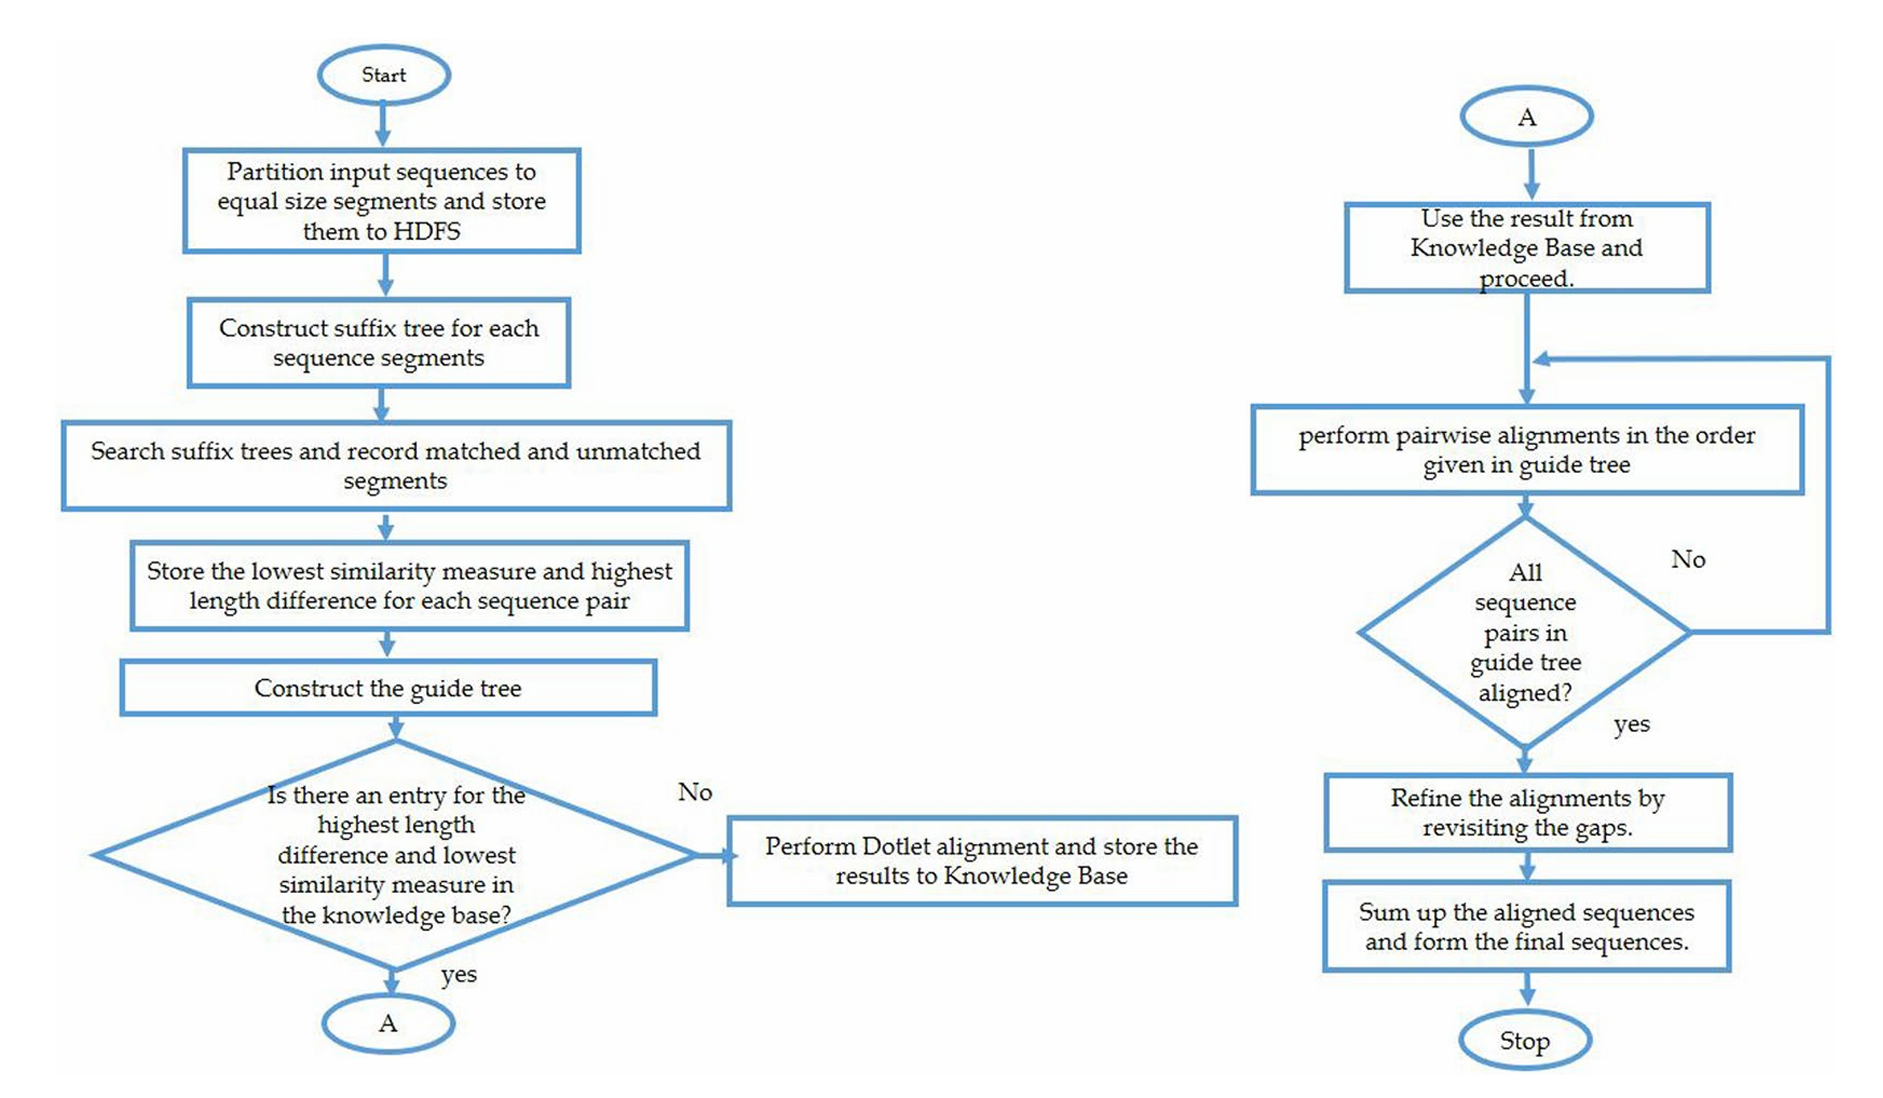 Start
Partition input sequences to
equal size segments and store
them to HDFS
Construct suffix tree for each
sequence segments
Search suffix trees and record matched and unmatched
segments
Store the lowest similarity measure and highest
length difference for each sequence pair
Construct the guide tree
Is there an entry for the
highest length
difference and lowest
similarity measure in
the knowledge base?
No
Perform Dotlet alignment and store the
results to Knowledge Base
yes
A
A
Use the result from
Knowledge Base and
proceed.
perform pairwise alignments in the order
given in guide tree
All
sequence
pairs in
guide tree
aligned?
No
yes
Refine the alignments by
revisiting the gaps.
Sum up the aligned sequences
and form the final sequences.
Stop